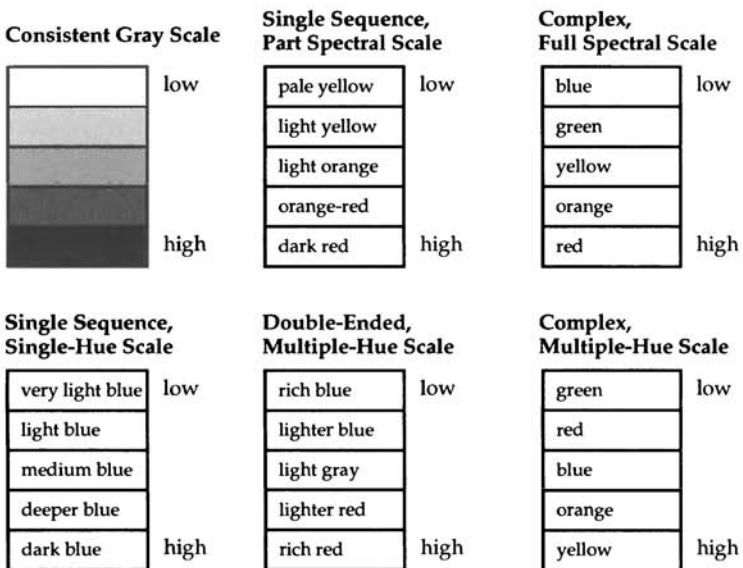 Consistent Gray Scale
low
high
Single Sequence,
Part Spectral Scale
pale yellow low
light yellow
light orange
orange-red
dark red high
Complex,
Full Spectral Scale
blue low
green
yellow
orange
red high
Single Sequence,
Single-Hue Scale
very light blue low
light blue
medium blue
deeper blue
dark blue high
Double-Ended,
Multiple-Hue Scale
rich blue low
lighter blue
light gray
lighter red
rich red high
Complex,
Multiple-Hue Scale
green low
red
blue
orange
yellow high